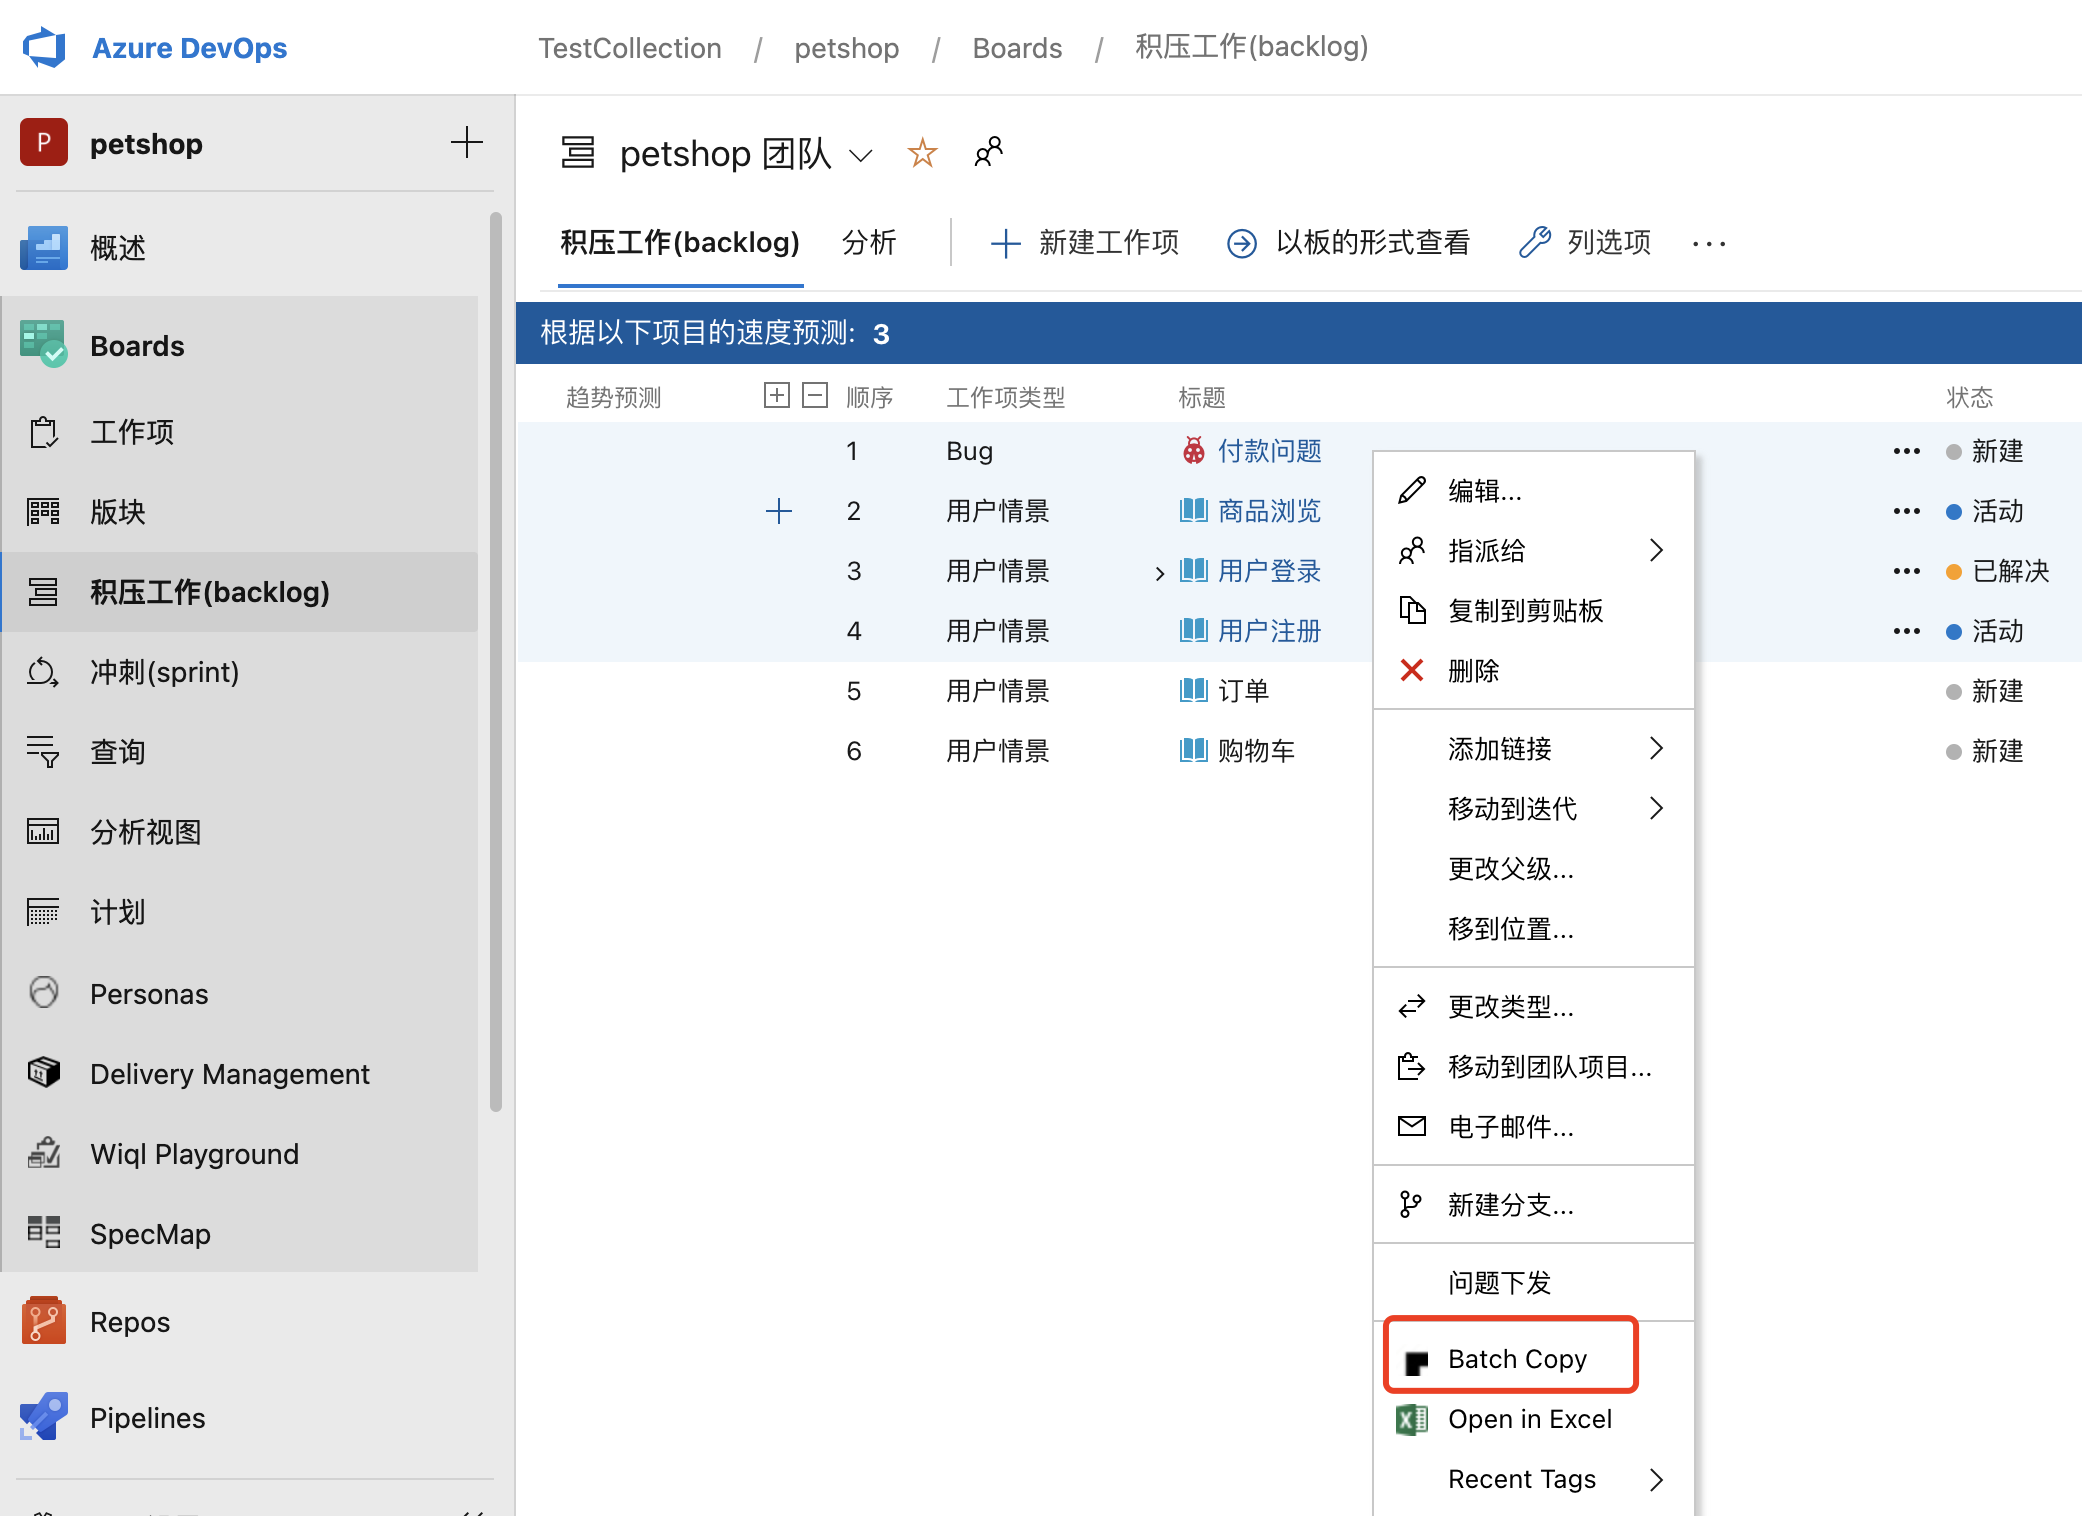 Azure DevOps
TestCollection / petshop / Boards / 积压工作(backlog)
P petshop
概述
Boards
工作项
版块
积压工作(backlog)
冲刺(sprint)
查询
分析视图
计划
Personas
Delivery Management
Wiql Playground
SpecMap
Repos
Pipelines
petshop 团队
积压工作(backlog) 分析 新建工作项 以板的形式查看 列选项 ...
根据以下项目的速度预测: 3
趋势预测 顺序 工作项类型 标题 状态
1 Bug 付款问题 新建
2 用户情景 商品浏览 活动
3 用户情景 用户登录 已解决
4 用户情景 用户注册 活动
5 用户情景 订单 新建
6 用户情景 购物车 新建
编辑...
指派给
复制到剪贴板
删除
添加链接
移动到迭代
更改父级...
移到位置...
更改类型...
移动到团队项目...
电子邮件...
新建分支...
问题下发
Batch Copy
Open in Excel
Recent Tags